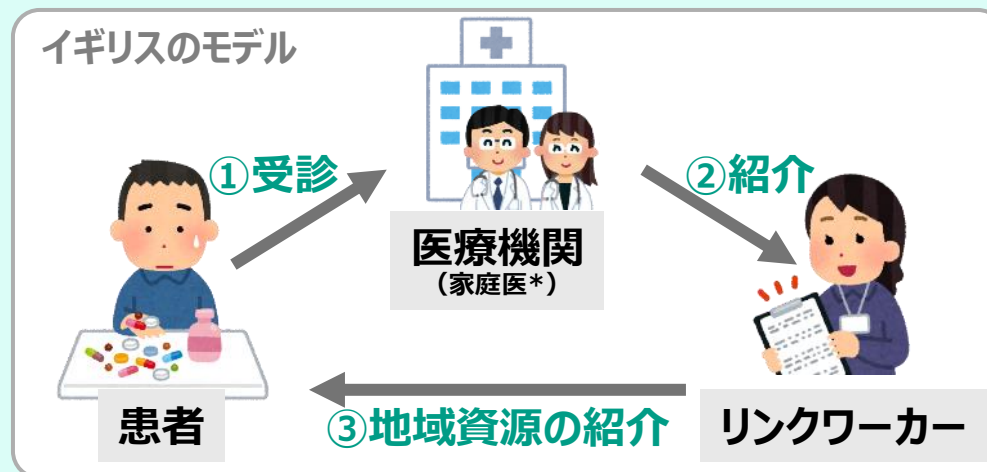 イギリスのモデル
①受診
②紹介
医療機関
（家庭医*）
患者
③地域資源の紹介
リンクワーカー